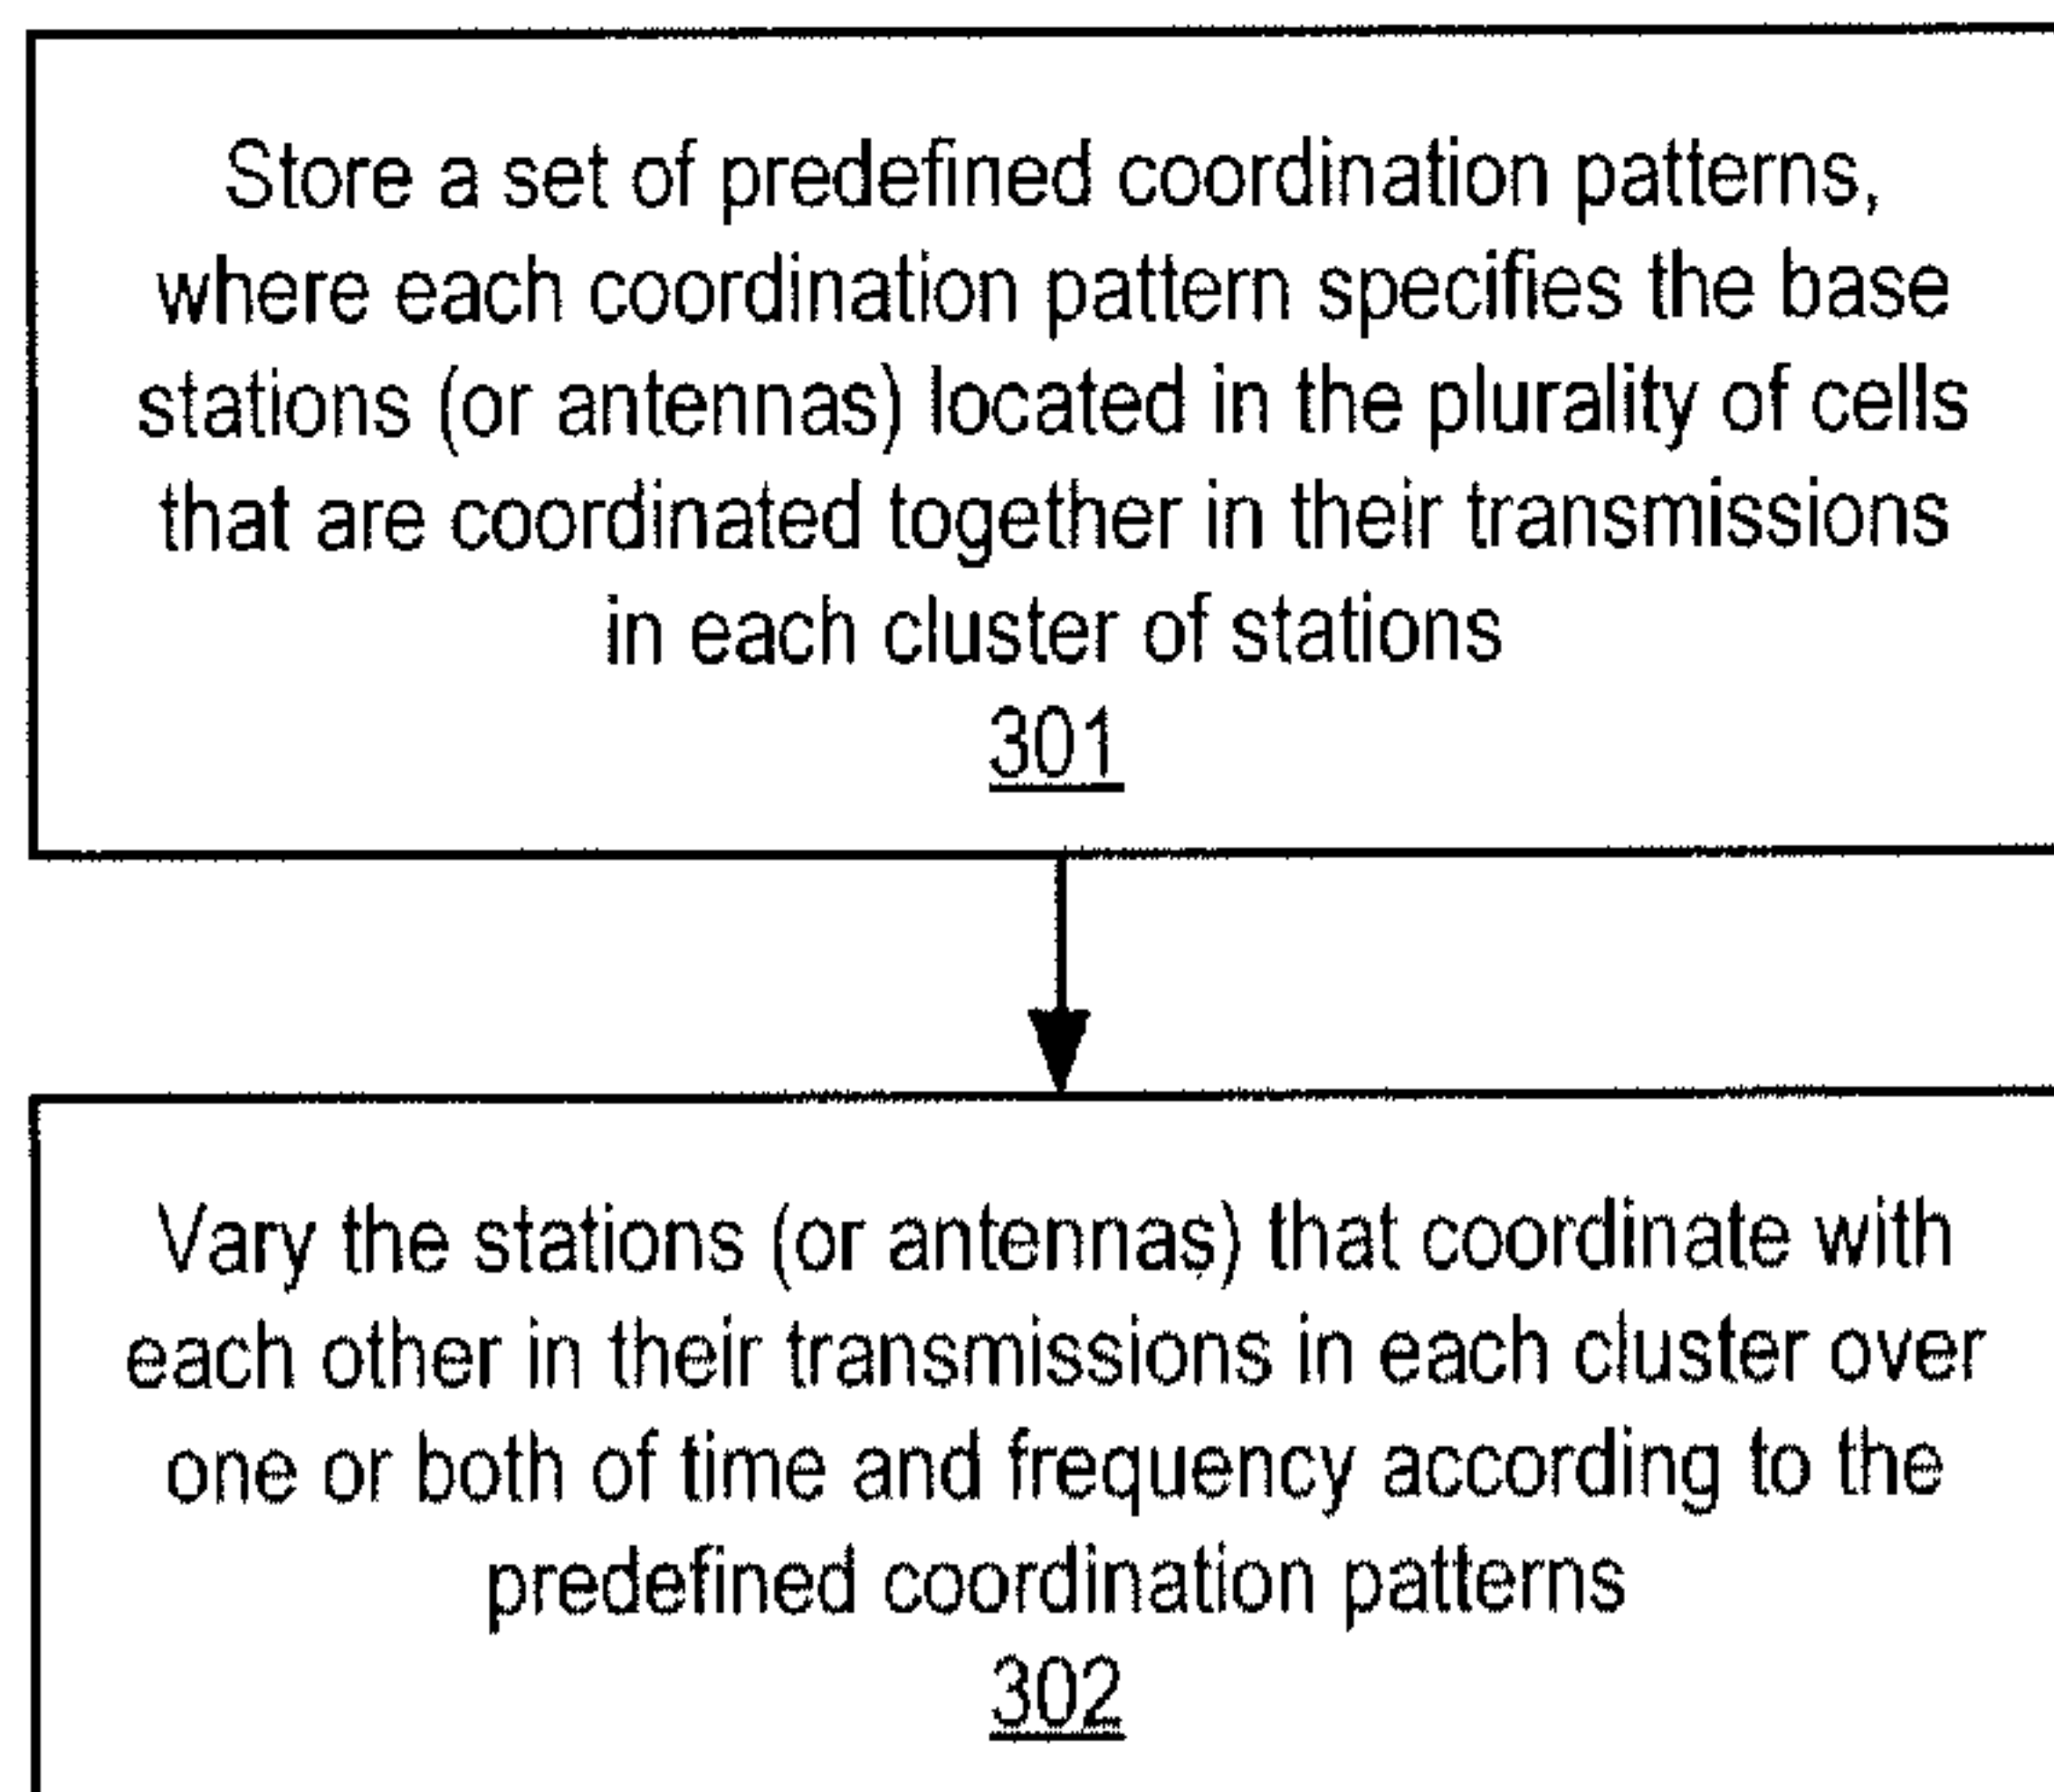 Store a set of predefined coordination patterns,
where each coordination pattern specifies the base
stations (or antennas) located in the plurality of cells
that are coordinated together in their transmissions
in each cluster of stations
301
Vary the stations (or antennas) that coordinate with
each other in their transmissions in each cluster over
one or both of time and frequency according to the
predefined coordination patterns
302